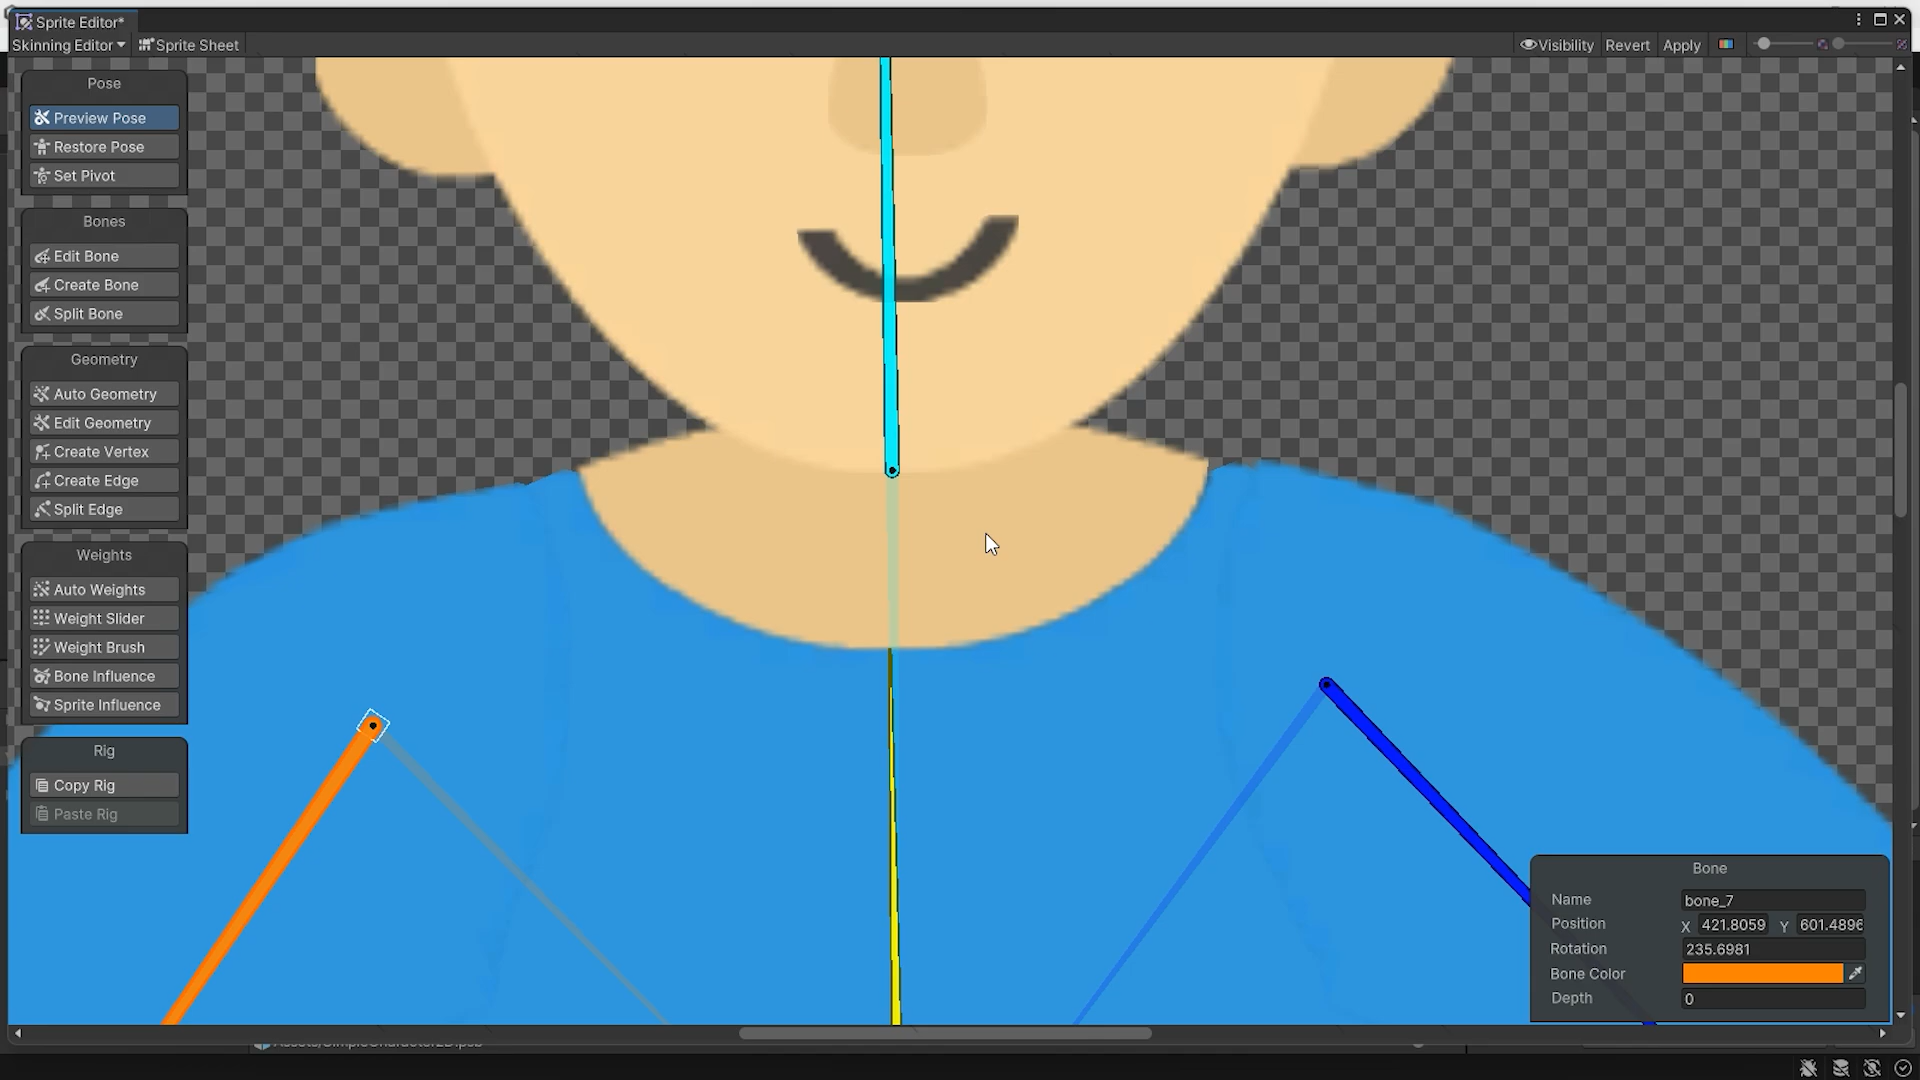 Sprite Editor*
Skinning Editor
Sprite Sheet
Visibility
Revert
Apply
Pose
Preview Pose
Restore Pose
Set Pivot
Bones
Edit Bone
Create Bone
Split Bone
Geometry
Auto Geometry
Edit Geometry
Create Vertex
Create Edge
Split Edge
Weights
Auto Weights
Weight Slider
Weight Brush
Bone Influence
Sprite Influence
Rig
Copy Rig
Paste Rig
Bone
Name bone_7
Position X 421.8059 Y 601.4896
Rotation 235.6981
Bone Color
Depth 0